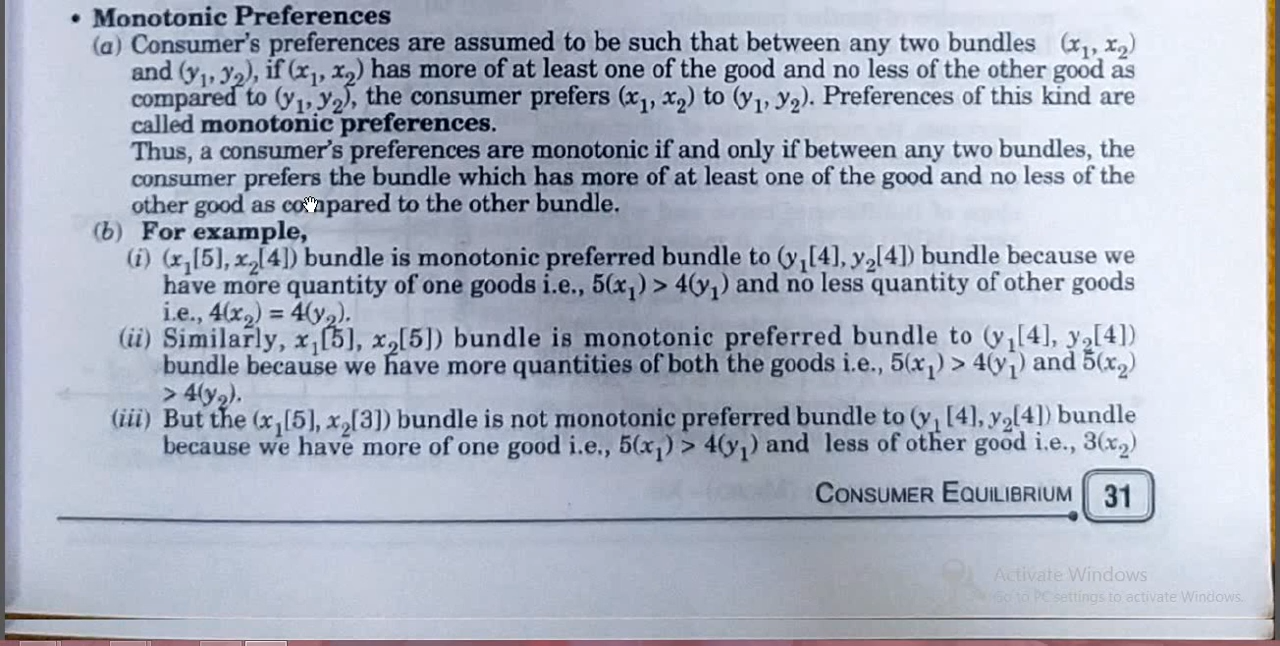 • Monotonic Preferences
(a) Consumer's preferences are assumed to be such that between any two bundles (x₁, x₂)
and (y₁, y₂), if (x₁, x₂) has more of at least one of the good and no less of the other good as
compared to (y₁, y₂), the consumer prefers (x₁, x₂) to (y₁, y₂). Preferences of this kind are
called monotonic preferences.
Thus, a consumer's preferences are monotonic if and only if between any two bundles, the
consumer prefers the bundle which has more of at least one of the good and no less of the
other good as compared to the other bundle.
(b) For example,
(i) (x₁[5], x₂[4]) bundle is monotonic preferred bundle to (y₁[4], y₂[4]) bundle because we
have more quantity of one goods i.e., 5(x₁) > 4(y₁) and no less quantity of other goods
i.e., 4(x₂) = 4(y₂).
(ii) Similarly, x₁[5], x₂[5]) bundle is monotonic preferred bundle to (y₁[4], y₂[4])
bundle because we have more quantities of both the goods i.e., 5(x₁) > 4(y₁) and 5(x₂)
> 4(y₂).
(iii) But the (x₁[5], x₂[3]) bundle is not monotonic preferred bundle to (y₁ [4], y₂[4]) bundle
because we have more of one good i.e., 5(x₁) > 4(y₁) and less of other good i.e., 3(x₂)
CONSUMER EQUILIBRIUM 31
Activate Windows
Go to PC settings to activate Windows.